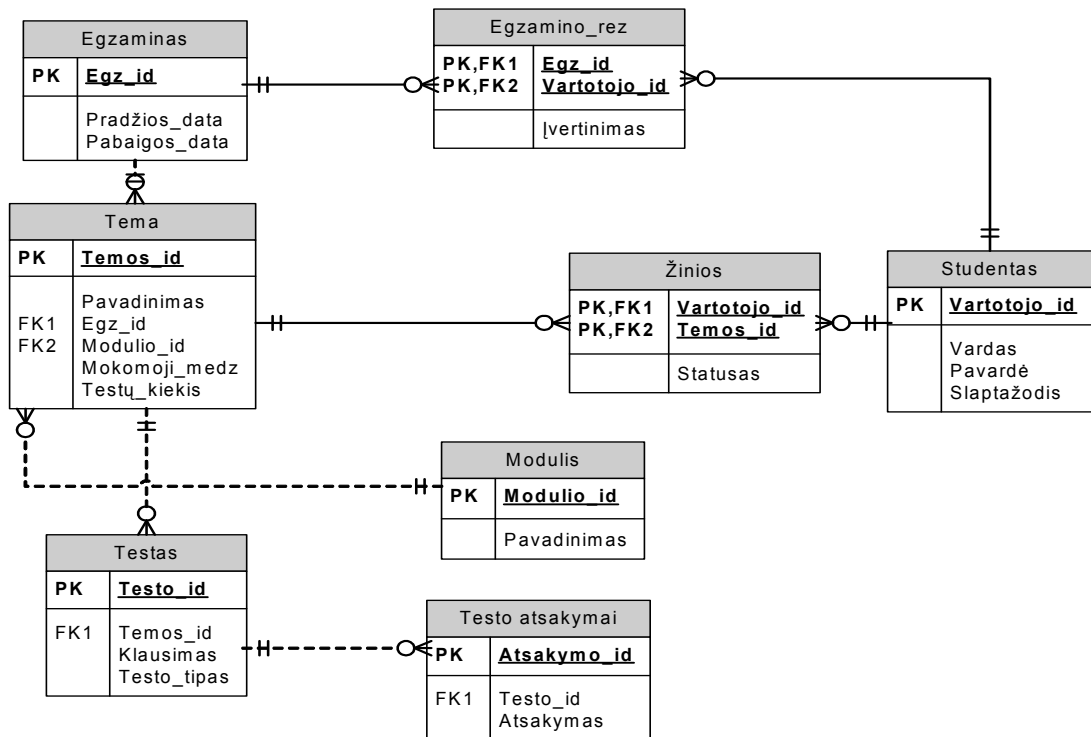 Egzaminas
PK Egz_id
Pradžios_data
Pabaigos_data
Egzamino_rez
PK,FK1 Egz_id
PK,FK2 Vartotojo_id
Įvertinimas
Tema
PK Temos_id
Pavadinimas
FK1 Egz_id
FK2 Modulio_id
Mokomoji_medz
Testų_kiekis
Žinios
PK,FK1 Vartotojo_id
PK,FK2 Temos_id
Statusas
Studentas
PK Vartotojo_id
Vardas
Pavardė
Slaptažodis
Modulis
PK Modulio_id
Pavadinimas
Testas
PK Testo_id
FK1 Temos_id
Klausimas
Testo_tipas
Testo atsakymai
PK Atsakymo_id
FK1 Testo_id
Atsakymas